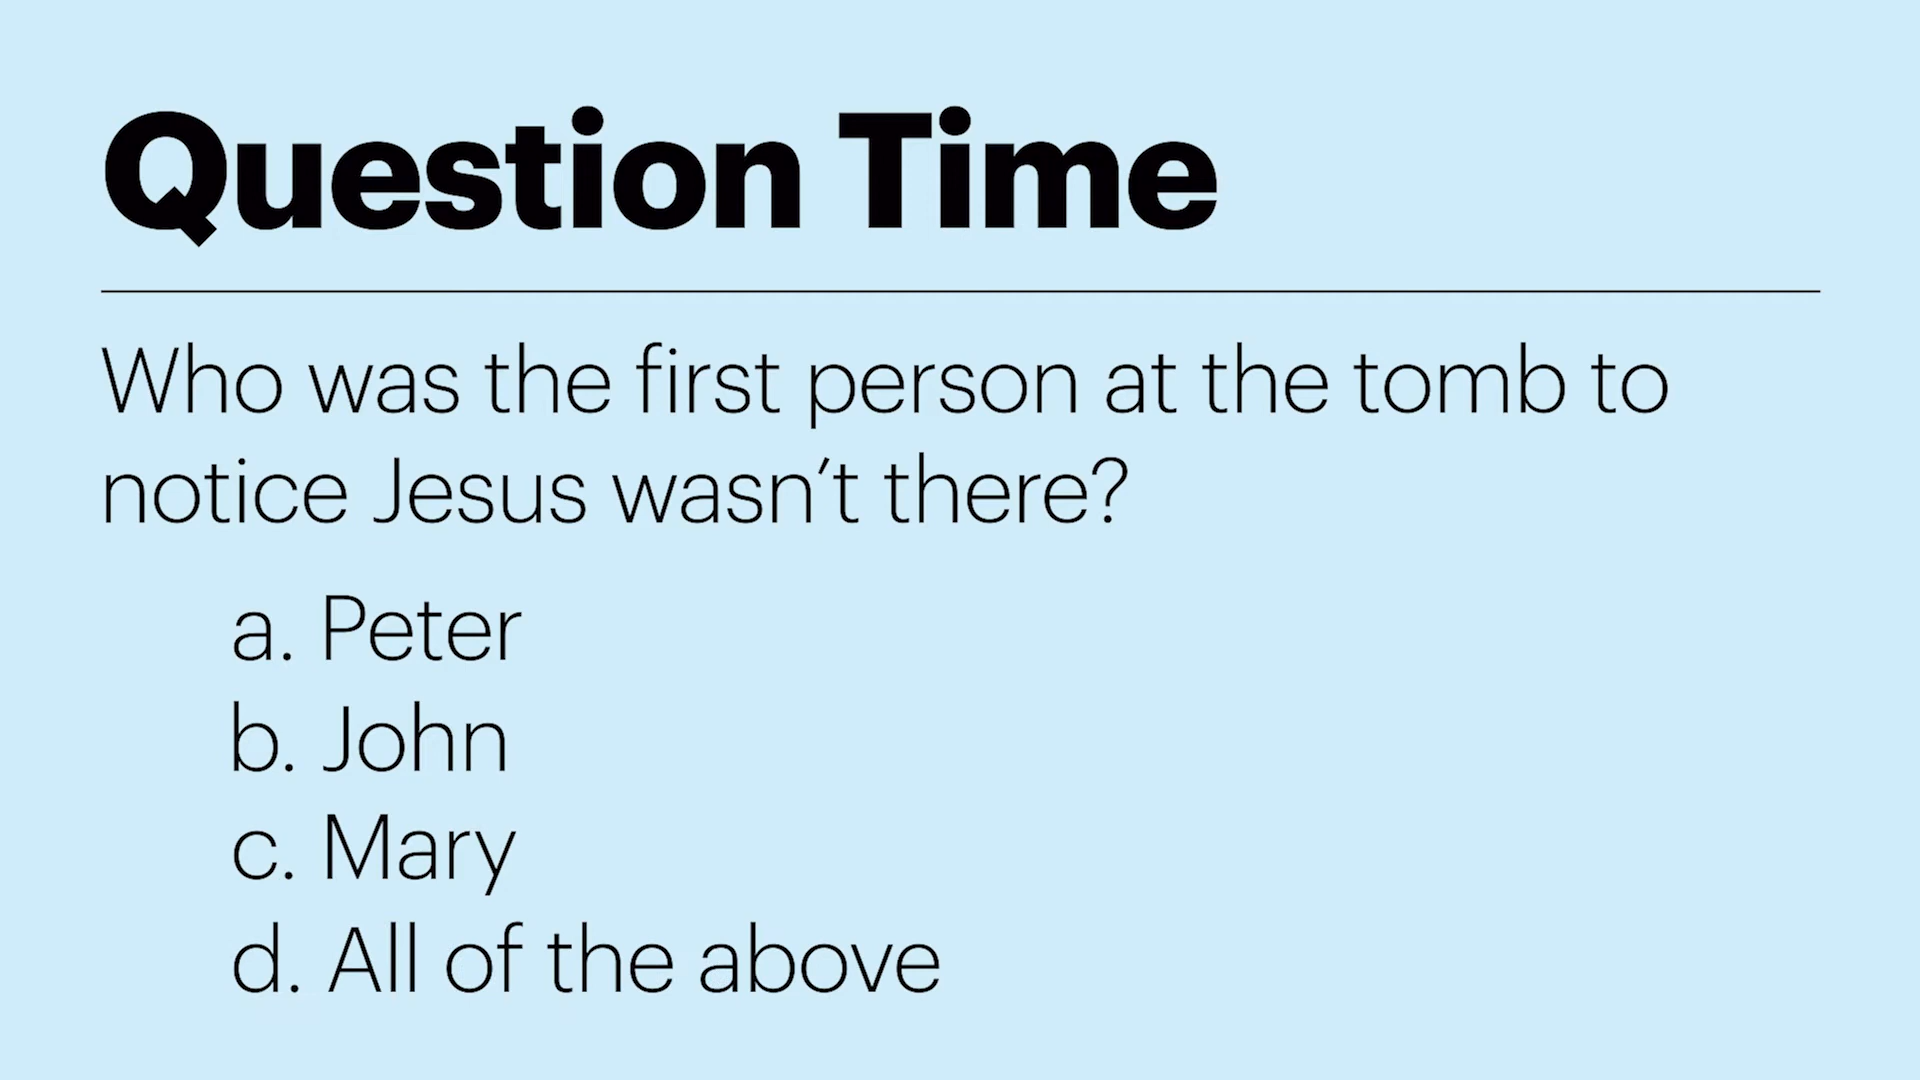 Question Time
Who was the first person at the tomb to
notice Jesus wasn’t there?
a. Peter
b. John
c. Mary
d. All of the above